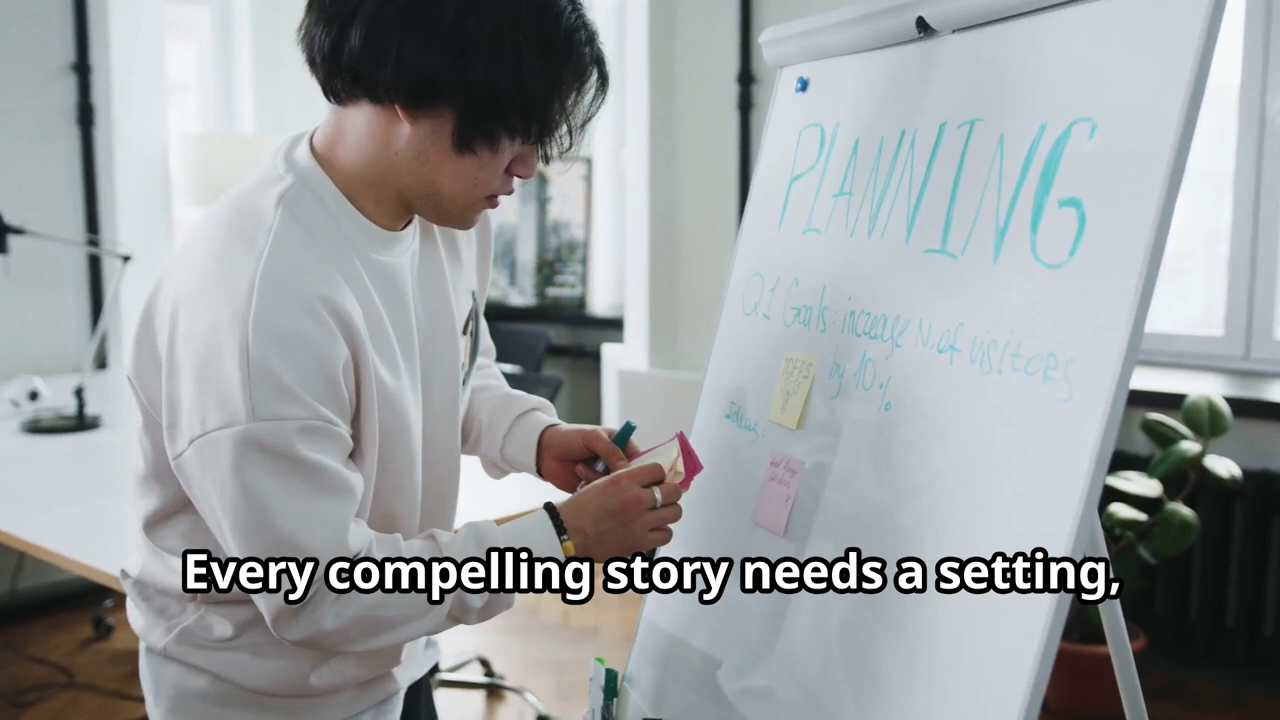 PLANNING
Q1 Goals: increase N. of visitors
by 10 %
IDEAS
Ideas:
Every compelling story needs a setting,